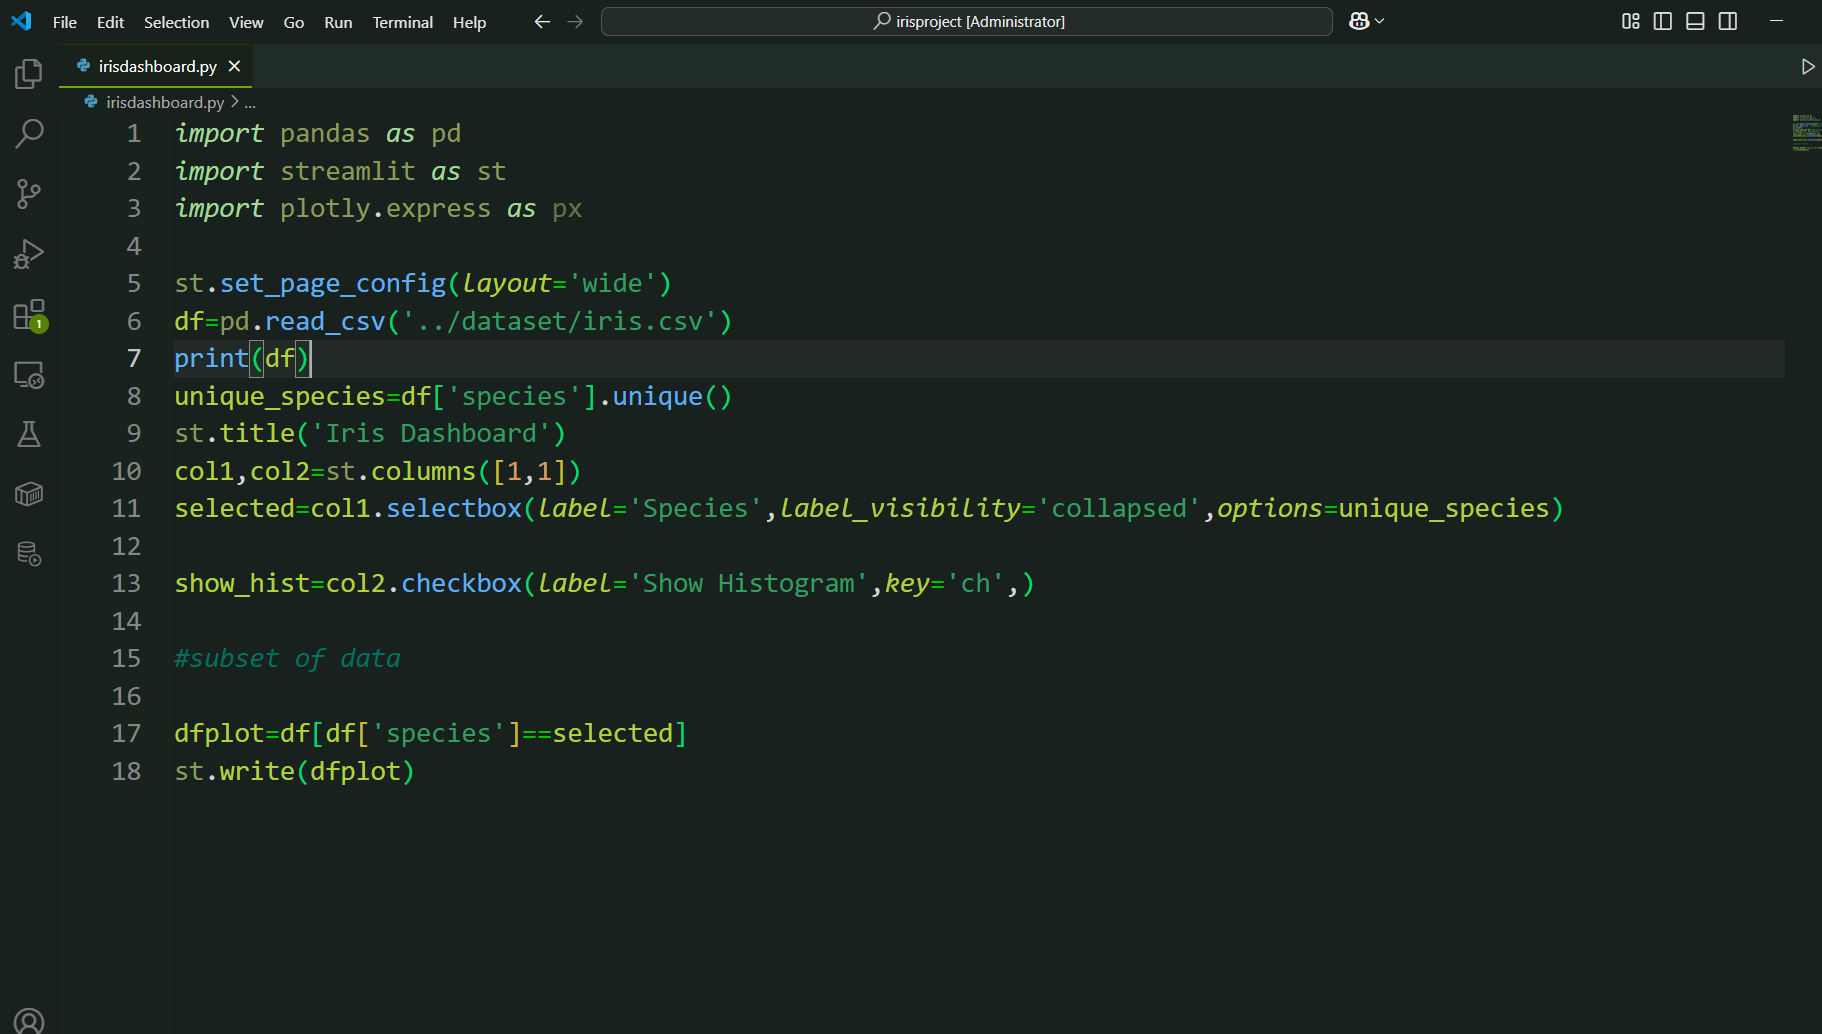 File Edit Selection View Go Run Terminal Help irisproject [Administrator]
irisdashboard.py
irisdashboard.py > ...
1 import pandas as pd
2 import streamlit as st
3 import plotly.express as px
4
5 st.set_page_config(layout='wide')
6 df=pd.read_csv('../dataset/iris.csv')
7 print(df)
8 unique_species=df['species'].unique()
9 st.title('Iris Dashboard')
10 col1,col2=st.columns([1,1])
11 selected=col1.selectbox(label='Species',label_visibility='collapsed',options=unique_species)
12
13 show_hist=col2.checkbox(label='Show Histogram',key='ch',)
14
15 #subset of data
16
17 dfplot=df[df['species']==selected]
18 st.write(dfplot)
1